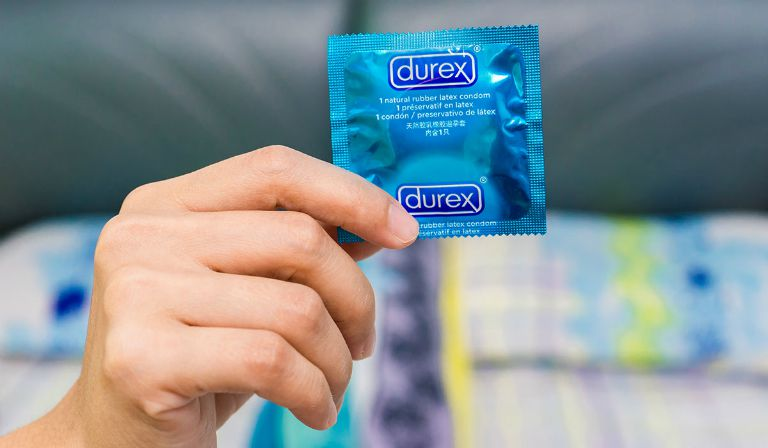 durex®
1 natural rubber latex condom
1 préservatif en latex
1 condón / preservativo de látex
天然胶乳橡胶避孕套
内含1只
durex®
rubber latex condom
préservatif en latex